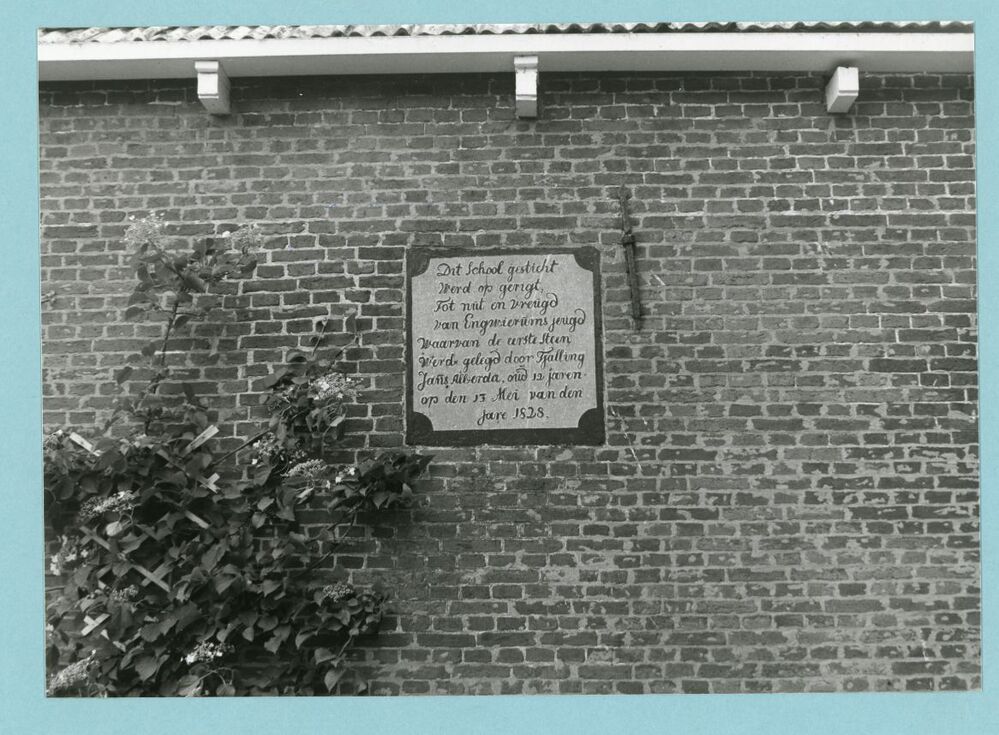 Dit School gesticht
Werd op gerigt,
Tot nut en vreugd
van Engwierums jeugd
Waarvan de eerste steen
Werd gelegd door Tjalling
Jans Alberda, oud 12 jaren
op den 13 Mei van den
jare 1828.